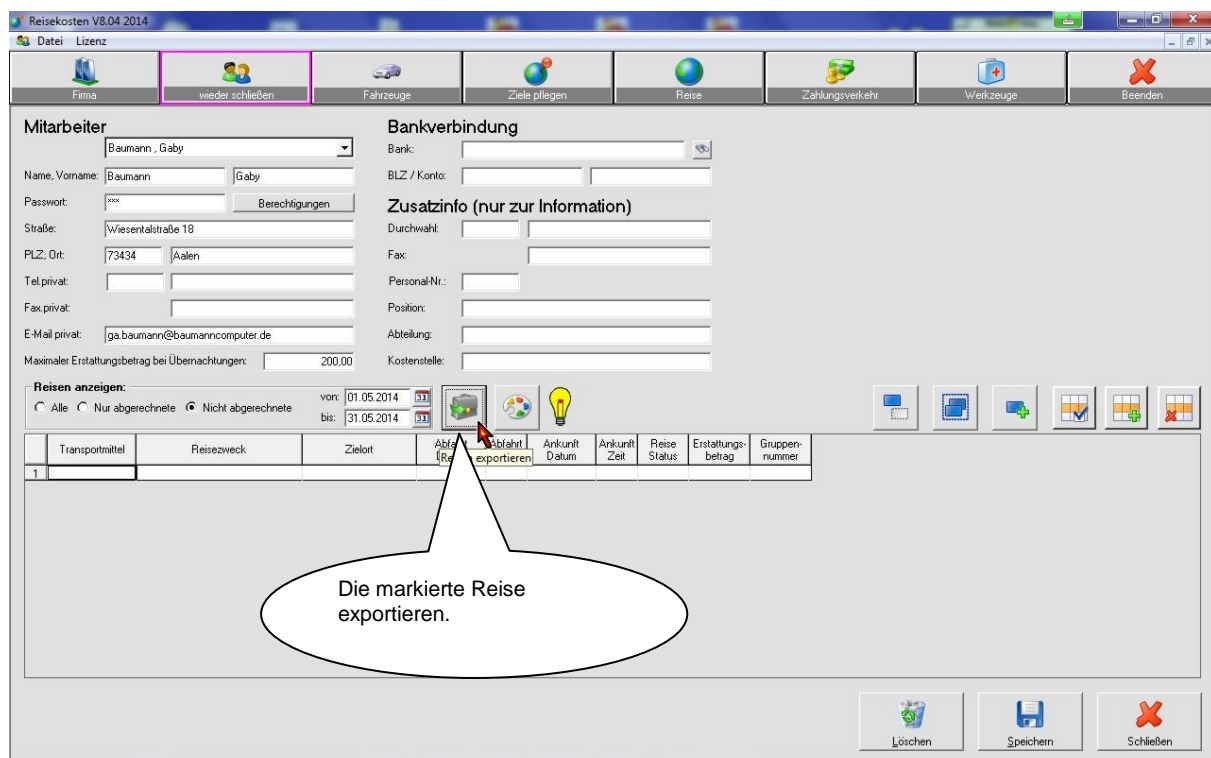 Reisekosten V8.04 2014
Datei Lizenz
Firma wieder schließen Fahrzeuge Ziele pflegen Reise Zahlungsverkehr Werkzeuge Beenden
Mitarbeiter
Baumann , Gaby
Name, Vorname: Baumann Gaby
Passwort: *** Berechtigungen
Straße: Wiesentalstraße 18
PLZ, Ort: 73434 Aalen
Tel.privat:
Fax.privat:
E-Mail privat: ga.baumann@baumanncomputer.de
Maximaler Erstattungsbetrag bei Übernachtungen: 200,00
Bankverbindung
Bank:
BLZ / Konto:
Zusatzinfo (nur zur Information)
Durchwahl:
Fax:
Personal-Nr.:
Position:
Abteilung:
Kostenstelle:
Reisen anzeigen:
Alle Nur abgerechnete Nicht abgerechnete
von: 01.05.2014 31
bis: 31.05.2014 31
Transportmittel Reisezweck Zielort Abfahrt Ankunft Datum Ankunft Zeit Reise Status Erstattungs- betrag Gruppen- nummer
exportieren
1
Die markierte Reise
exportieren.
Löschen Speichern Schließen